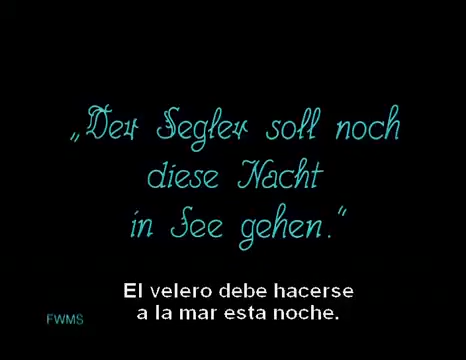 „Der Segler soll noch
diese Nacht
in See gehen.“
El velero debe hacerse
a la mar esta noche.
FWMS